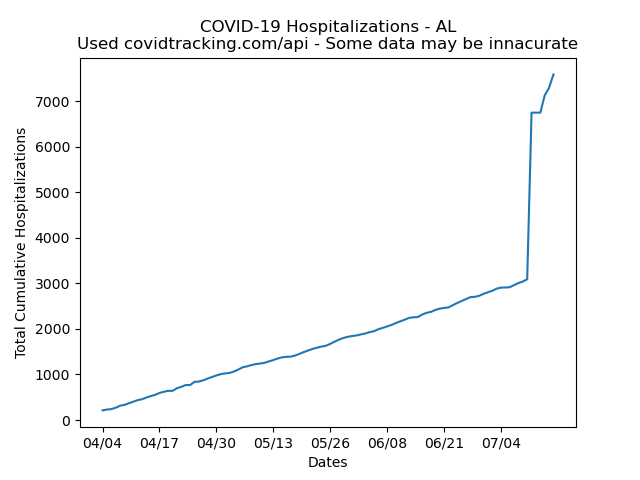 COVID-19 Hospitalizations - AL
Used covidtracking.com/api - Some data may be innacurate
Total Cumulative Hospitalizations
7000
6000
5000
4000
3000
2000
1000
0
04/04 04/17 04/30 05/13 05/26 06/08 06/21 07/04
Dates